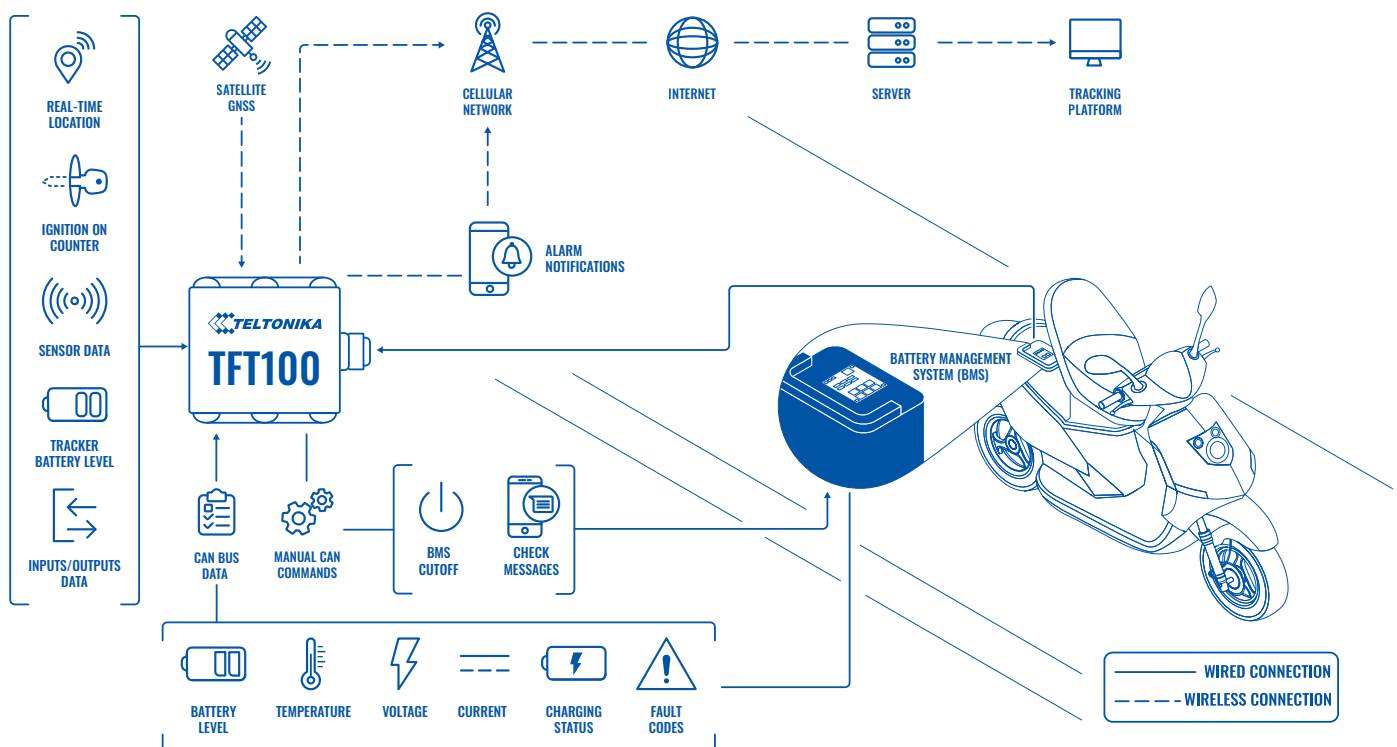 REAL-TIME
LOCATION
IGNITION ON
COUNTER
SENSOR DATA
TRACKER
BATTERY LEVEL
INPUTS/OUTPUTS
DATA
SATELLITE
GNSS
CELLULAR
NETWORK
INTERNET
SERVER
TRACKING
PLATFORM
ALARM
NOTIFICATIONS
TELTONIKA
TFT100
BATTERY MANAGEMENT
SYSTEM (BMS)
CAN BUS
DATA
MANUAL CAN
COMMANDS
BMS
CUTOFF
CHECK
MESSAGES
BATTERY
LEVEL
TEMPERATURE
VOLTAGE
CURRENT
CHARGING
STATUS
FAULT
CODES
WIRED CONNECTION
WIRELESS CONNECTION